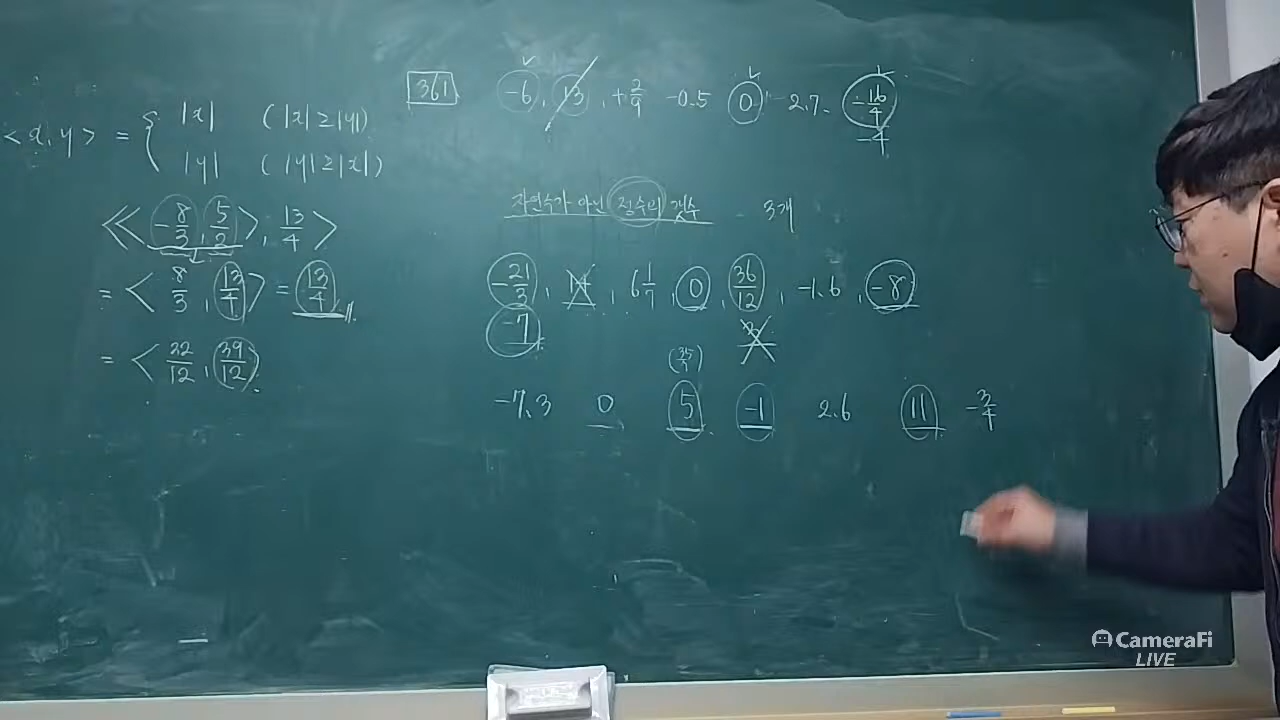 <x, y> = { |x| ( |x| ≥ |y| )
|y| ( |y| ≥ |x| )
≪ -8/3, 5/2 >, 13/4 >
= < 8/3, 13/4 > = 13/4
= < 22/12, 39/12 >
361 -6, 13, +2/9 -0.5 0, -2.7, -16/4
-4
자연수가 아닌 정수의 갯수 3개
-21/3, 14, 6 1/7, 0, 36/12, -1.6, -8
-7 3
(35/7)
-7.3 0 5 -1 2.6 11 -3/4
CameraFi
LIVE